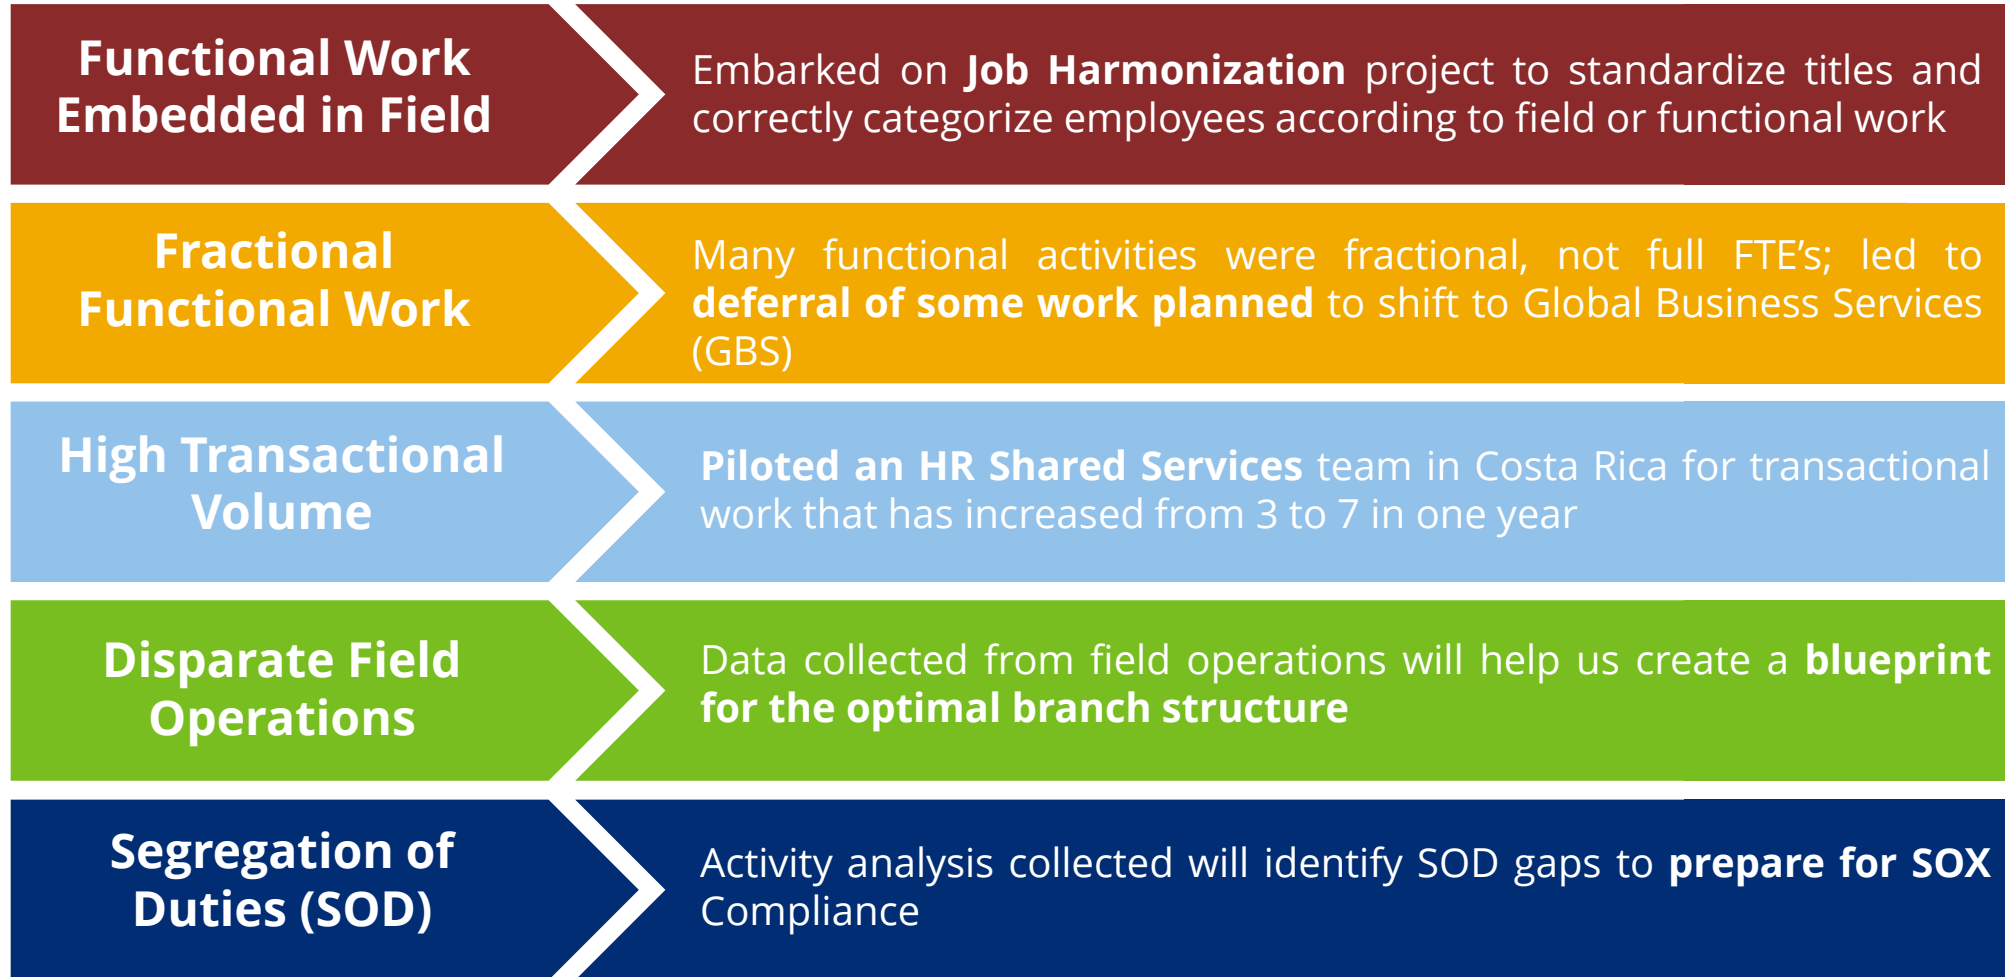 Functional Work
Embedded in Field
Embarked on Job Harmonization project to standardize titles and
correctly categorize employees according to field or functional work
Fractional
Functional Work
Many functional activities were fractional, not full FTE’s; led to
deferral of some work planned to shift to Global Business Services
(GBS)
High Transactional
Volume
Piloted an HR Shared Services team in Costa Rica for transactional
work that has increased from 3 to 7 in one year
Disparate Field
Operations
Data collected from field operations will help us create a blueprint
for the optimal branch structure
Segregation of
Duties (SOD)
Activity analysis collected will identify SOD gaps to prepare for SOX
Compliance